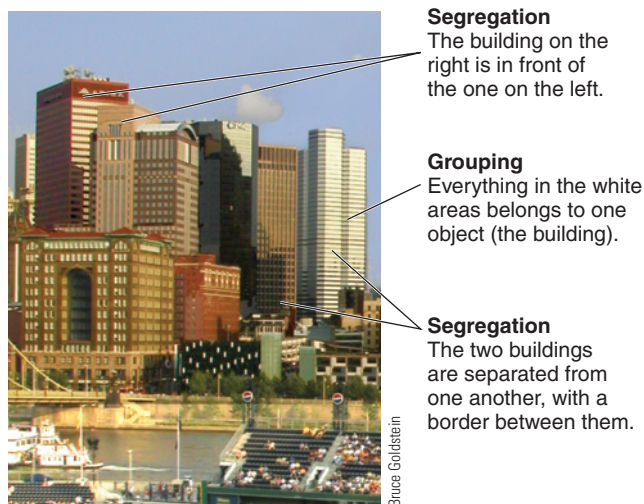 Segregation
The building on the
right is in front of
the one on the left.
Grouping
Everything in the white
areas belongs to one
object (the building).
Segregation
The two buildings
are separated from
one another, with a
border between them.
Bruce Goldstein